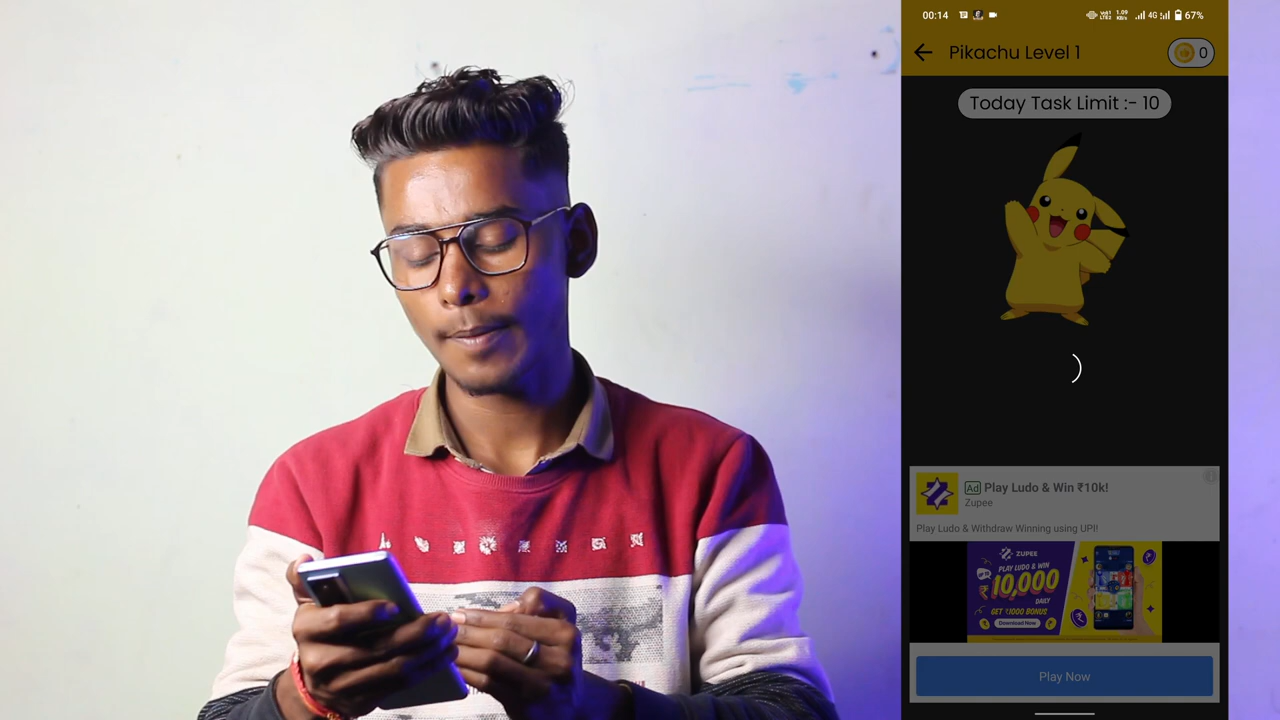 00:14
4G
67%
Pikachu Level 1
0
Today Task Limit :- 10
Ad Play Ludo & Win ₹10k!
Zupee
Play Ludo & Withdraw Winning using UPI!
ZUPEE
PLAY LUDO & WIN
₹10,000
DAILY
GET ₹1000 BONUS
Download Now
Play Now